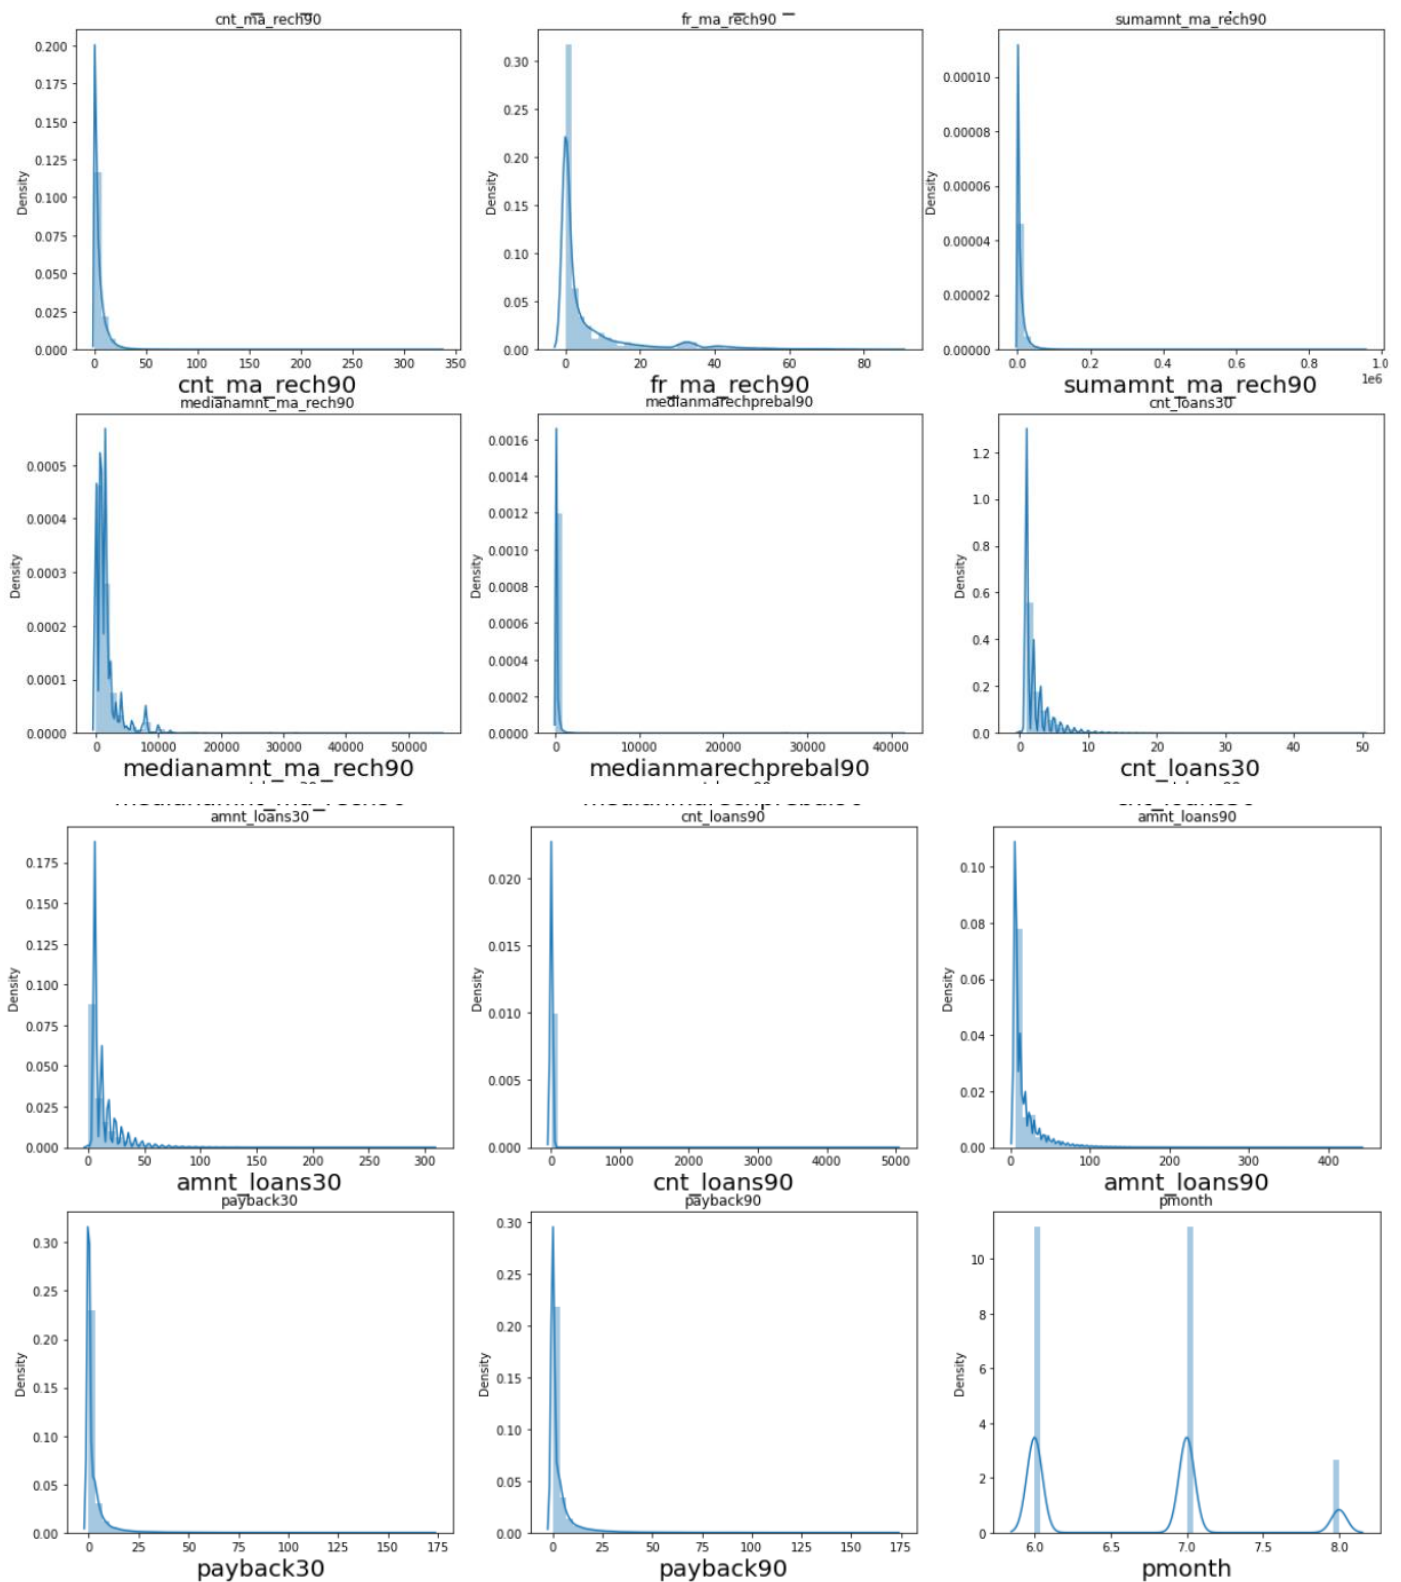 cnt_ma_rech90
fr_ma_rech90
sumamnt_ma_rech90
Density
0.200
0.175
0.150
0.125
0.100
0.075
0.050
0.025
0.000
0 50 100 150 200 250 300 350
cnt_ma_rech90
Density
0.30
0.25
0.20
0.15
0.10
0.05
0.00
0 20 40 60 80
fr_ma_rech90
Density
0.00010
0.00008
0.00006
0.00004
0.00002
0.00000
0.0 0.2 0.4 0.6 0.8 1.0
1e6
sumamnt_ma_rech90
medianamnt_ma_rech90
medianmarechprebal90
cnt_loans30
Density
0.0005
0.0004
0.0003
0.0002
0.0001
0.0000
0 10000 20000 30000 40000 50000
medianamnt_ma_rech90
Density
0.0016
0.0014
0.0012
0.0010
0.0008
0.0006
0.0004
0.0002
0.0000
0 10000 20000 30000 40000
medianmarechprebal90
Density
1.2
1.0
0.8
0.6
0.4
0.2
0.0
0 10 20 30 40 50
cnt_loans30
amnt_loans30
cnt_loans90
amnt_loans90
Density
0.175
0.150
0.125
0.100
0.075
0.050
0.025
0.000
0 50 100 150 200 250 300
amnt_loans30
Density
0.020
0.015
0.010
0.005
0.000
0 1000 2000 3000 4000 5000
cnt_loans90
Density
0.10
0.08
0.06
0.04
0.02
0.00
0 100 200 300 400
amnt_loans90
payback30
payback90
pmonth
Density
0.30
0.25
0.20
0.15
0.10
0.05
0.00
0 25 50 75 100 125 150 175
payback30
Density
0.30
0.25
0.20
0.15
0.10
0.05
0.00
0 25 50 75 100 125 150 175
payback90
Density
10
8
6
4
2
0
6.0 6.5 7.0 7.5 8.0
pmonth